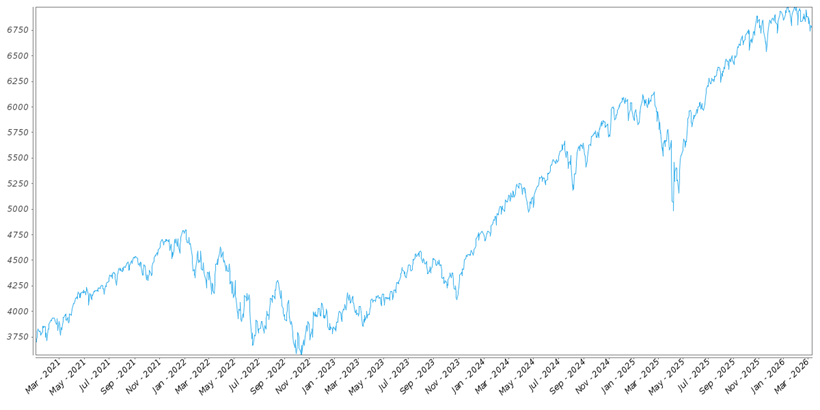 6750
6500
6250
6000
5750
5500
5250
5000
4750
4500
4250
4000
3750
Mar - 2021
May - 2021
Jul - 2021
Sep - 2021
Nov - 2021
Jan - 2022
Mar - 2022
May - 2022
Jul - 2022
Sep - 2022
Nov - 2022
Jan - 2023
Mar - 2023
May - 2023
Jul - 2023
Sep - 2023
Nov - 2023
Jan - 2024
Mar - 2024
May - 2024
Jul - 2024
Sep - 2024
Nov - 2024
Jan - 2025
Mar - 2025
May - 2025
Jul - 2025
Sep - 2025
Nov - 2025
Jan - 2026
Mar - 2026